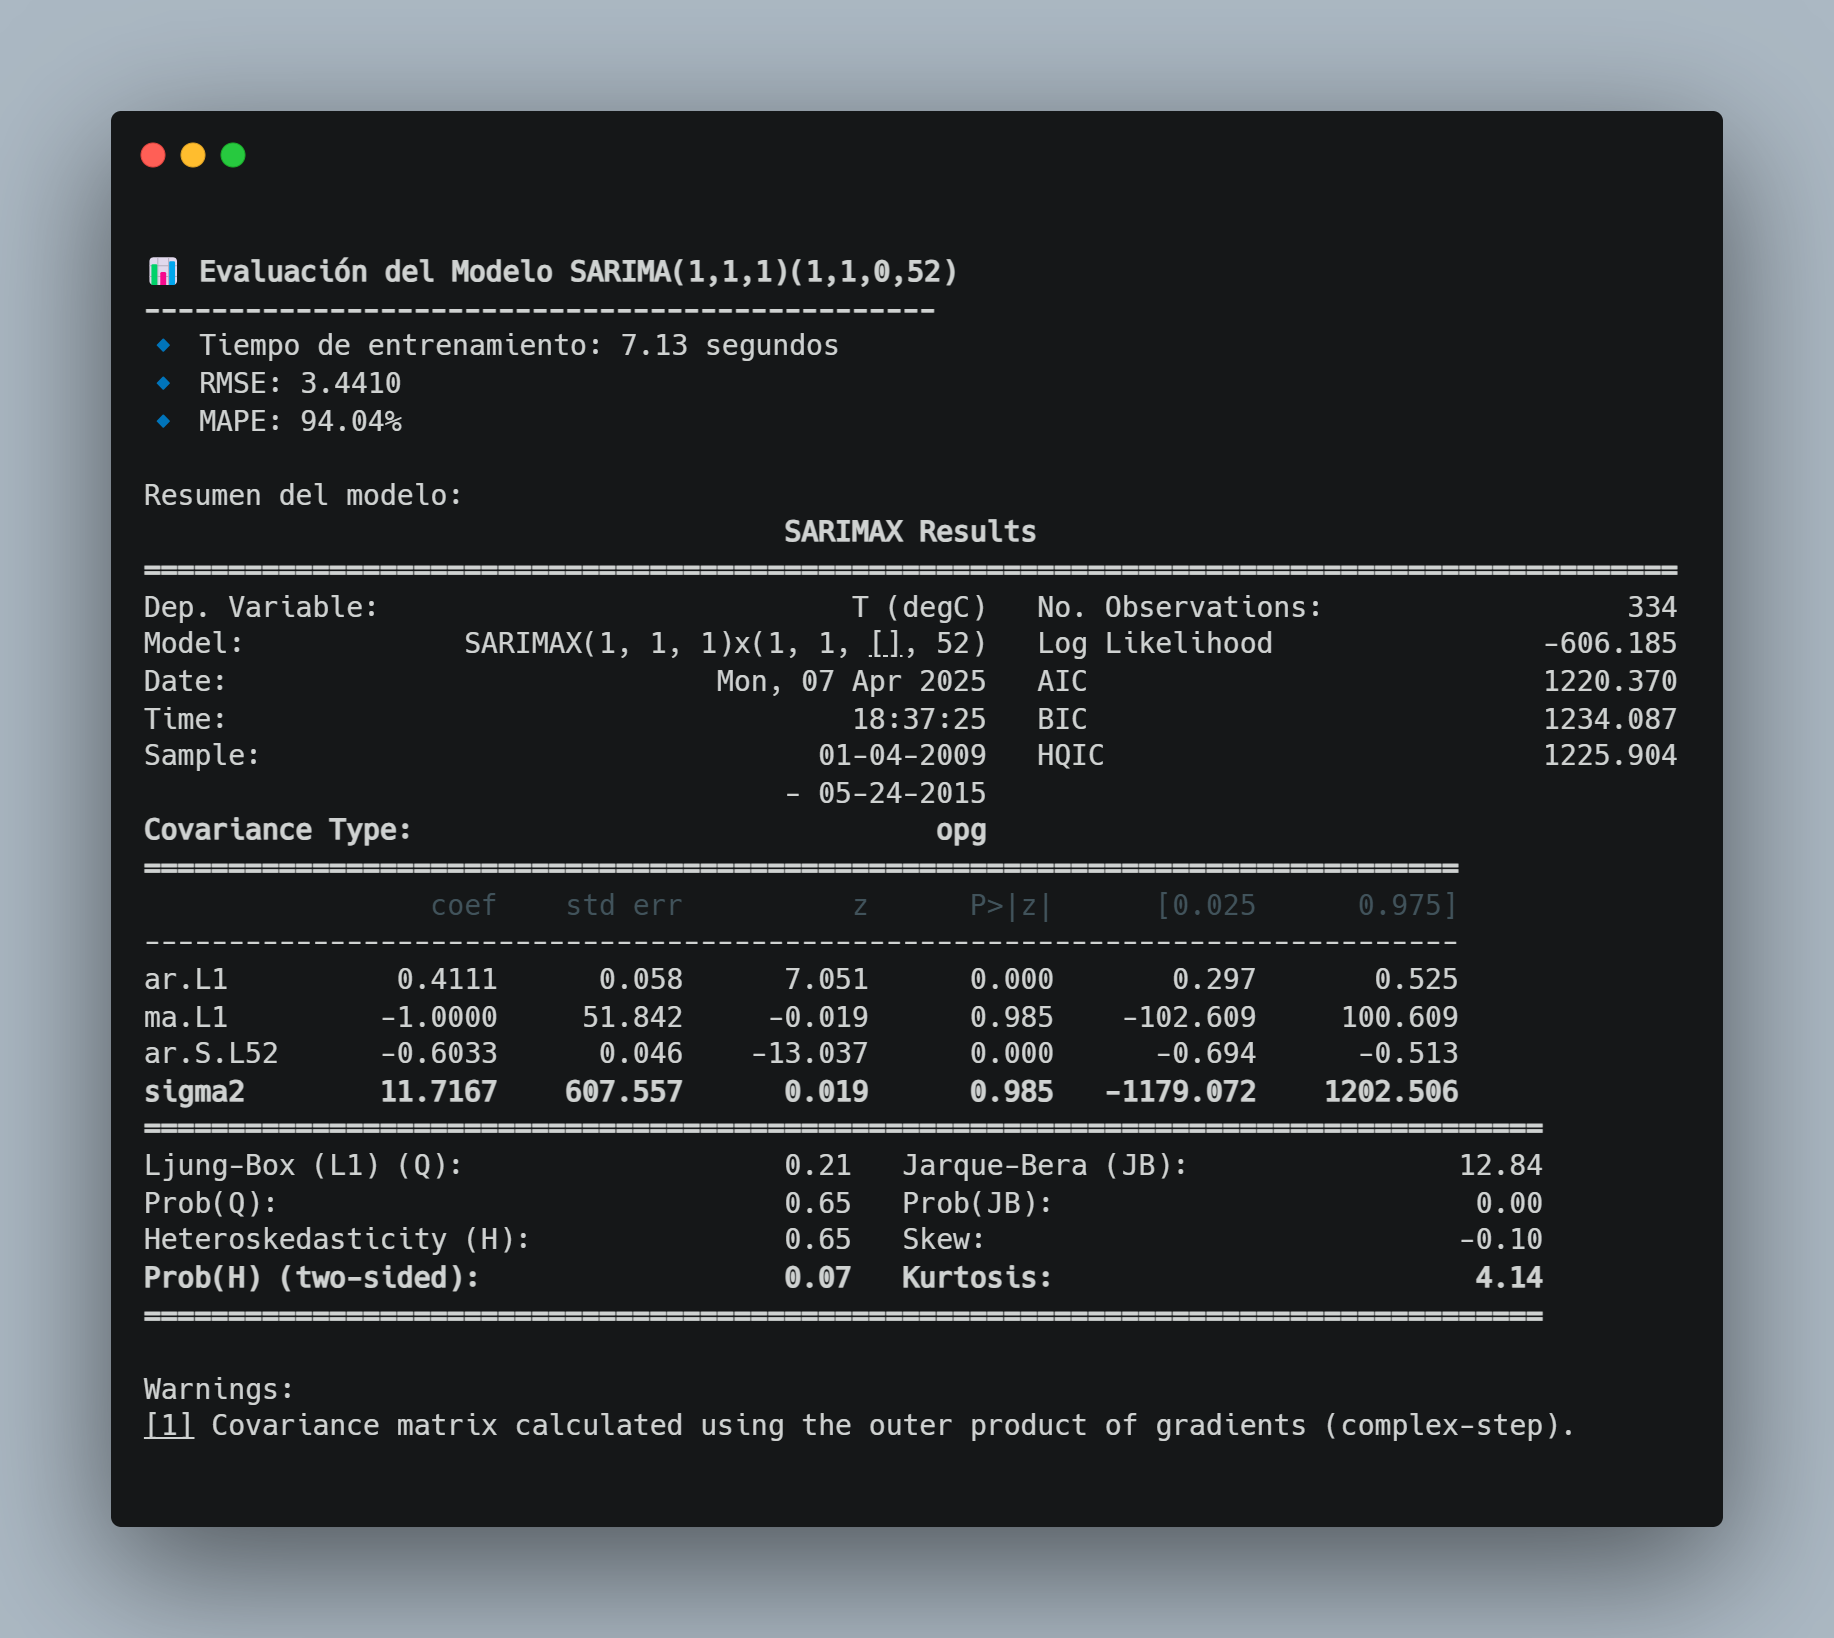 📊 Evaluación del Modelo SARIMA(1,1,1)(1,1,0,52)
-----------------------------------------------
🔹 Tiempo de entrenamiento: 7.13 segundos
🔹 RMSE: 3.4410
🔹 MAPE: 94.04%
Resumen del modelo:
SARIMAX Results
==========================================================================================
Dep. Variable: T (degC) No. Observations: 334
Model: SARIMAX(1, 1, 1)x(1, 1, [], 52) Log Likelihood -606.185
Date: Mon, 07 Apr 2025 AIC 1220.370
Time: 18:37:25 BIC 1234.087
Sample: 01-04-2009 HQIC 1225.904
- 05-24-2015
Covariance Type: opg
==============================================================================
coef std err z P>|z| [0.025 0.975]
------------------------------------------------------------------------------
ar.L1 0.4111 0.058 7.051 0.000 0.297 0.525
ma.L1 -1.0000 51.842 -0.019 0.985 -102.609 100.609
ar.S.L52 -0.6033 0.046 -13.037 0.000 -0.694 -0.513
sigma2 11.7167 607.557 0.019 0.985 -1179.072 1202.506
===================================================================================
Ljung-Box (L1) (Q): 0.21 Jarque-Bera (JB): 12.84
Prob(Q): 0.65 Prob(JB): 0.00
Heteroskedasticity (H): 0.65 Skew: -0.10
Prob(H) (two-sided): 0.07 Kurtosis: 4.14
===================================================================================
Warnings:
[1] Covariance matrix calculated using the outer product of gradients (complex-step).